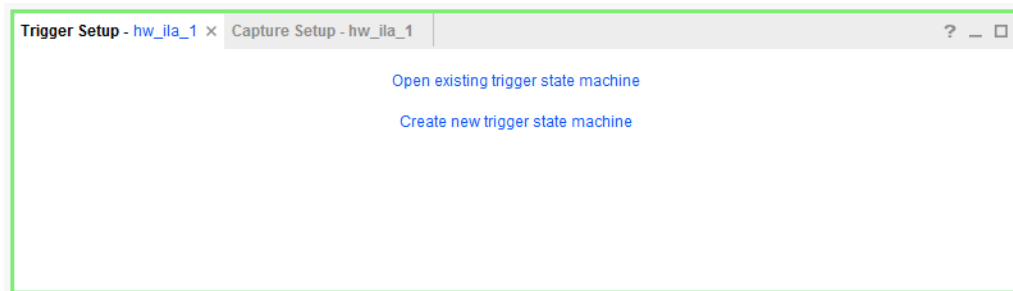 Trigger Setup - hw_ila_1 × Capture Setup - hw_ila_1 ? _ □
Open existing trigger state machine
Create new trigger state machine